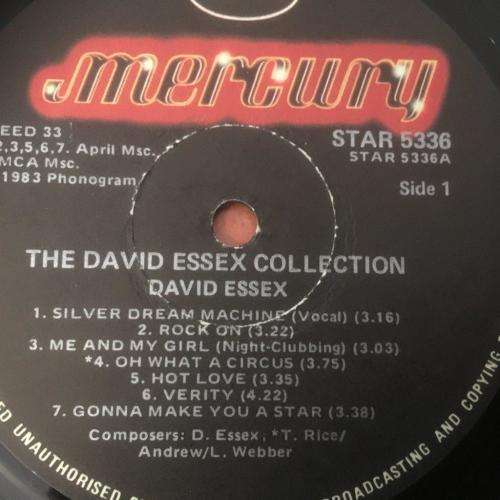 mercury
EED 33
2,3,5,6,7. April Msc.
MCA Msc.
1983 Phonogram
STAR 5336
STAR 5336A
Side 1
THE DAVID ESSEX COLLECTION
DAVID ESSEX
1. SILVER DREAM MACHINE (Vocal) (3.16)
2. ROCK ON (3.22)
3. ME AND MY GIRL (Night-Clubbing) (3.03)
*4. OH WHAT A CIRCUS (3.75)
5. HOT LOVE (3.35)
6. VERITY (4.22)
7. GONNA MAKE YOU A STAR (3.38)
Composers: D. Essex, *T. Rice/
Andrew/L. Webber
ED UNAUTHORISED
OADCASTING AND COPYING